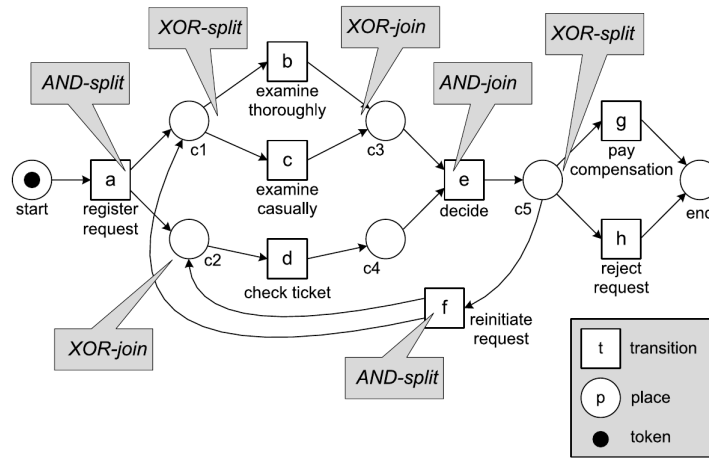 XOR-split
XOR-join
XOR-split
AND-split
b
AND-join
examine
thoroughly
g
pay
compensation
c1
c
c3
a
e
start
register
request
examine
casually
decide
c5
end
c2
d
c4
h
check ticket
reject
request
f
reinitiate
request
XOR-join
AND-split
t
transition
p
place
token